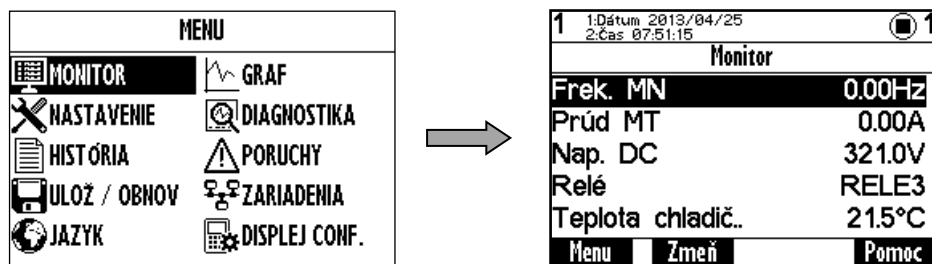 MENU
MONITOR
GRAF
NASTAVENIE
DIAGNOSTIKA
HISTÓRIA
PORUCHY
ULOŽ / OBNOV
ZARIADENIA
JAZYK
DISPLEJ CONF.
1 1:Dátum 2013/04/25 1
2:Čas 07:51:15
Monitor
Frek. MN 0.00Hz
Prúd MT 0.00A
Nap. DC 321.0V
Relé RELE3
Teplota chladič.. 21.5°C
Menu Zmeň Pomoc